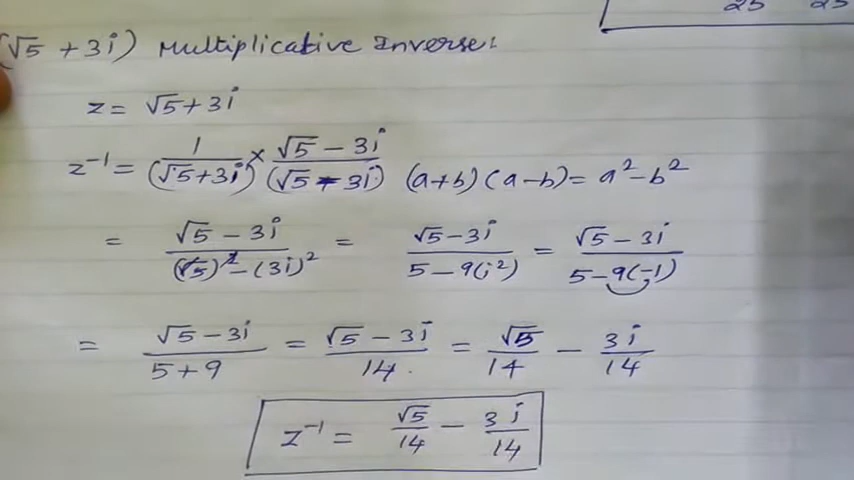 25 25
(√5 + 3i) Multiplicative Inverse:
z = √5 + 3i
z⁻¹ = 1/(√5 + 3i) × (√5 − 3i)/(√5 − 3i) (a+b)(a−b) = a² − b²
= (√5 − 3i)/((√5)² − (3i)²) = (√5 − 3i)/(5 − 9(i²)) = (√5 − 3i)/(5 − 9(−1))
= (√5 − 3i)/(5 + 9) = (√5 − 3i)/14 = √5/14 − 3i/14
z⁻¹ = √5/14 − 3i/14